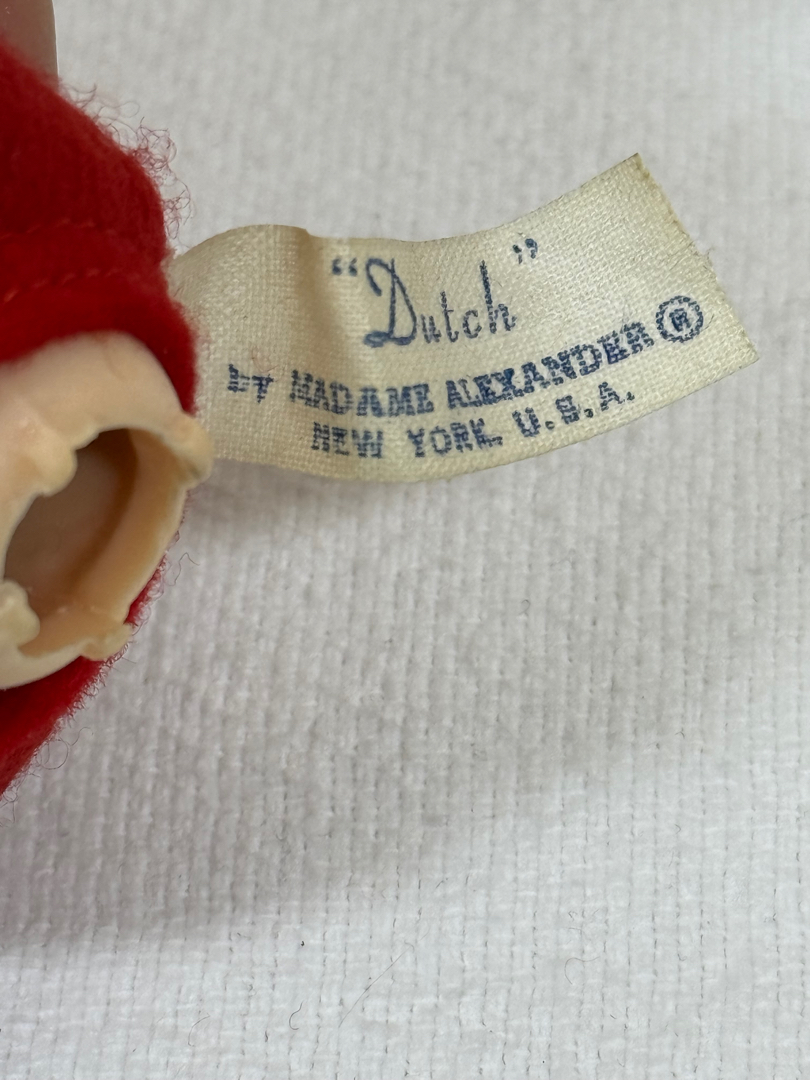 “Dutch”
BY MADAME ALEXANDER®
NEW YORK, U.S.A.